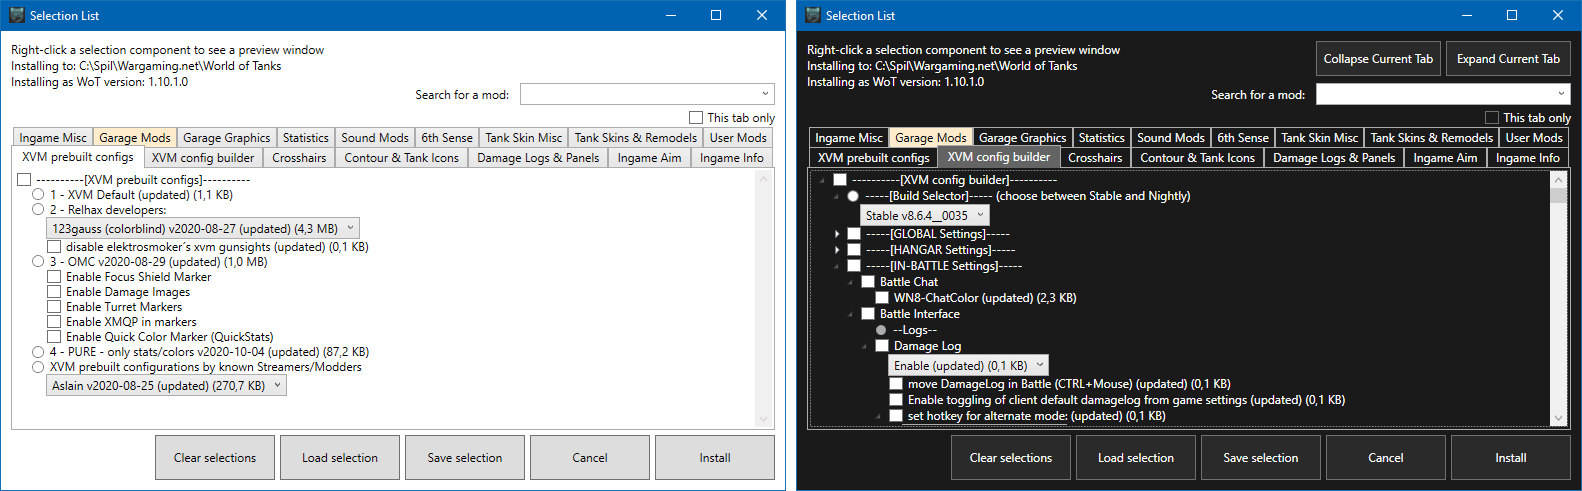 Selection List
Right-click a selection component to see a preview window
Installing to: C:\Spil\Wargaming.net\World of Tanks
Installing as WoT version: 1.10.1.0
Search for a mod:
This tab only
Ingame Misc Garage Mods Garage Graphics Statistics Sound Mods 6th Sense Tank Skin Misc Tank Skins & Remodels User Mods
XVM prebuilt configs XVM config builder Crosshairs Contour & Tank Icons Damage Logs & Panels Ingame Aim Ingame Info
----------[XVM prebuilt configs]----------
1 - XVM Default (updated) (1,1 KB)
2 - Relhax developers:
123gauss (colorblind) v2020-08-27 (updated) (4,3 MB)
disable elektrosmoker´s xvm gunsights (updated) (0,1 KB)
3 - OMC v2020-08-29 (updated) (1,0 MB)
Enable Focus Shield Marker
Enable Damage Images
Enable Turret Markers
Enable XMQP in markers
Enable Quick Color Marker (QuickStats)
4 - PURE - only stats/colors v2020-10-04 (updated) (87,2 KB)
XVM prebuilt configurations by known Streamers/Modders
Aslain v2020-08-25 (updated) (270,7 KB)
Clear selections Load selection Save selection Cancel Install
Selection List
Right-click a selection component to see a preview window
Installing to: C:\Spil\Wargaming.net\World of Tanks
Installing as WoT version: 1.10.1.0
Collapse Current Tab Expand Current Tab
Search for a mod:
This tab only
Ingame Misc Garage Mods Garage Graphics Statistics Sound Mods 6th Sense Tank Skin Misc Tank Skins & Remodels User Mods
XVM prebuilt configs XVM config builder Crosshairs Contour & Tank Icons Damage Logs & Panels Ingame Aim Ingame Info
----------[XVM config builder]----------
-----[Build Selector]----- (choose between Stable and Nightly)
Stable v8.6.4__0035
-----[GLOBAL Settings]-----
-----[HANGAR Settings]-----
-----[IN-BATTLE Settings]-----
Battle Chat
WN8-ChatColor (updated) (2,3 KB)
Battle Interface
--Logs--
Damage Log
Enable (updated) (0,1 KB)
move DamageLog in Battle (CTRL+Mouse) (updated) (0,1 KB)
Enable toggling of client default damagelog from game settings (updated) (0,1 KB)
set hotkey for alternate mode: (updated) (0,1 KB)
Clear selections Load selection Save selection Cancel Install